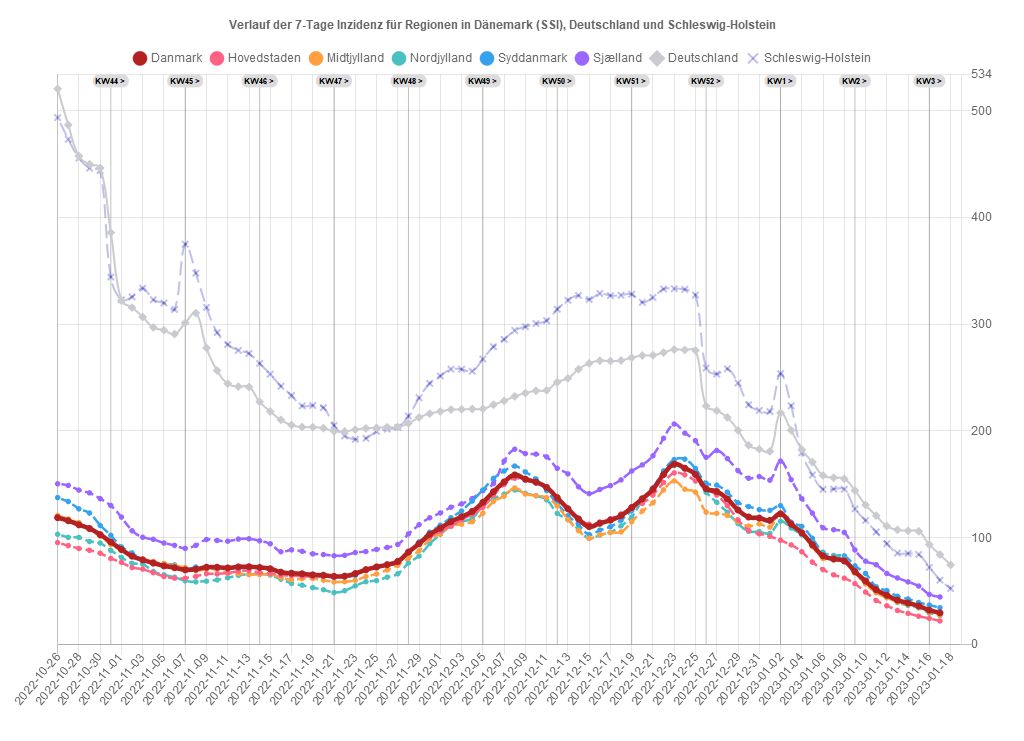 Verlauf der 7-Tage Inzidenz für Regionen in Dänemark (SSI), Deutschland und Schleswig-Holstein
Danmark Hovedstaden Midtjylland Nordjylland Syddanmark Sjælland Deutschland Schleswig-Holstein
KW44 > KW45 > KW46 > KW47 > KW48 > KW49 > KW50 > KW51 > KW52 > KW1 > KW2 > KW3 >
534
500
400
300
200
100
0
2022-10-26 2022-10-28 2022-10-30 2022-11-01 2022-11-03 2022-11-05 2022-11-07 2022-11-09 2022-11-11 2022-11-13 2022-11-15 2022-11-17 2022-11-19 2022-11-21 2022-11-23 2022-11-25 2022-11-27 2022-11-29 2022-12-01 2022-12-03 2022-12-05 2022-12-07 2022-12-09 2022-12-11 2022-12-13 2022-12-15 2022-12-17 2022-12-19 2022-12-21 2022-12-23 2022-12-25 2022-12-27 2022-12-29 2022-12-31 2023-01-02 2023-01-04 2023-01-06 2023-01-08 2023-01-10 2023-01-12 2023-01-14 2023-01-16 2023-01-18